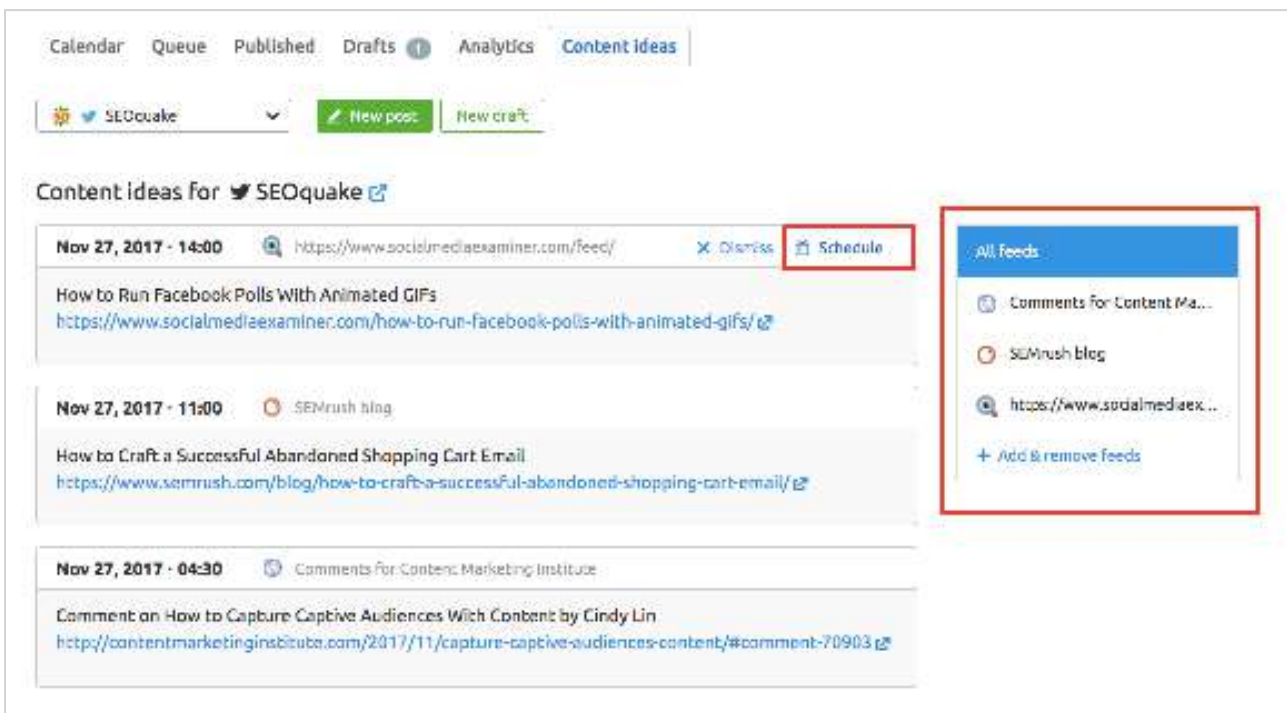 Calendar Queue Published Drafts 1 Analytics Content ideas
SEOquake New post New draft
Content ideas for SEOquake
Nov 27, 2017 - 14:00 https://www.socialmediaexaminer.com/feed/ Dismiss Schedule
How to Run Facebook Polls With Animated GIFs
https://www.socialmediaexaminer.com/how-to-run-facebook-polls-with-animated-gifs/
Nov 27, 2017 - 11:00 SEMrush blog
How to Craft a Successful Abandoned Shopping Cart Email
https://www.semrush.com/blog/how-to-craft-a-successful-abandoned-shopping-cart-email/
Nov 27, 2017 - 04:30 Comments for Content Marketing Institute
Comment on How to Capture Captive Audiences With Content by Cindy Lin
http://contentmarketinginstitute.com/2017/11/capture-captive-audiences-content/#comment-70903
All feeds
Comments for Content Ma...
SEMrush blog
https://www.socialmediaex...
+ Add & remove feeds